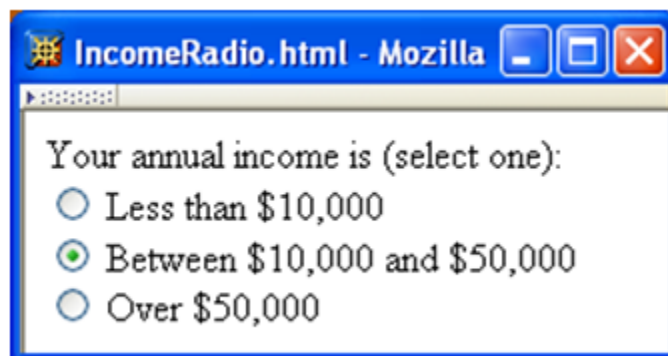 IncomeRadio.html - Mozilla
Your annual income is (select one):
Less than $10,000
Between $10,000 and $50,000
Over $50,000